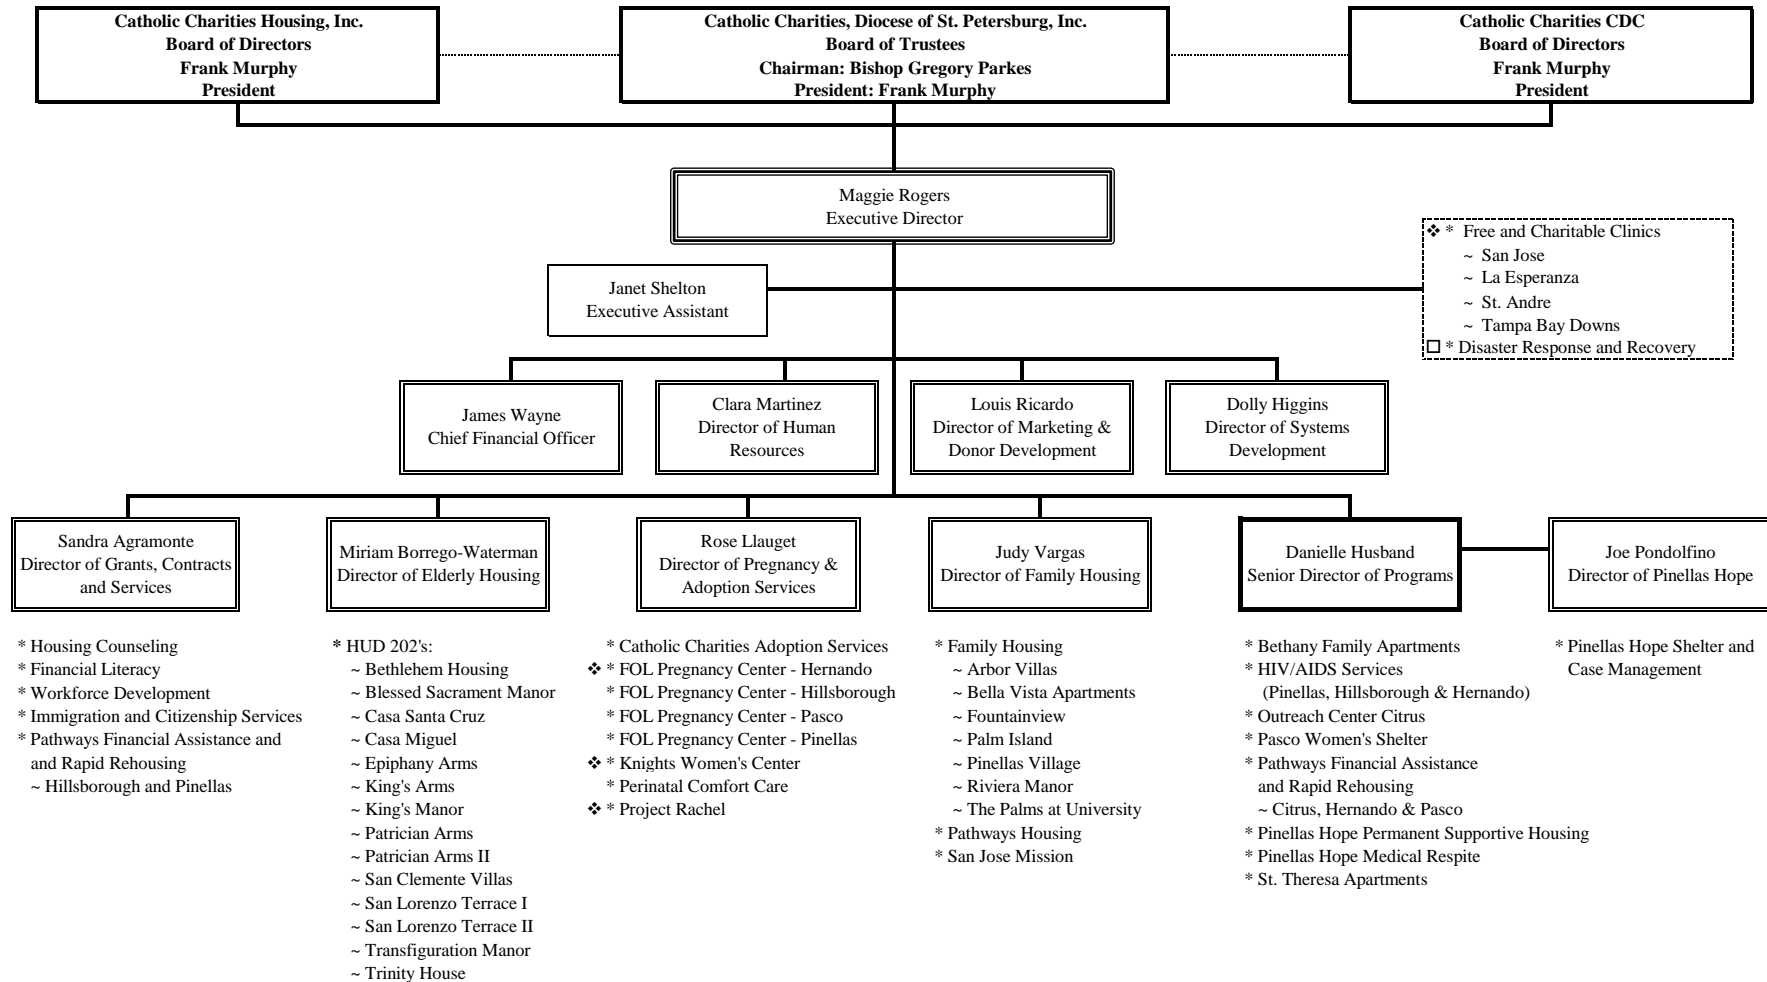 Catholic Charities Housing, Inc.
Board of Directors
Frank Murphy
President
Catholic Charities, Diocese of St. Petersburg, Inc.
Board of Trustees
Chairman: Bishop Gregory Parkes
President: Frank Murphy
Catholic Charities CDC
Board of Directors
Frank Murphy
President
Maggie Rogers
Executive Director
Janet Shelton
Executive Assistant
❖ * Free and Charitable Clinics
~ San Jose
~ La Esperanza
~ St. Andre
~ Tampa Bay Downs
☐ * Disaster Response and Recovery
James Wayne
Chief Financial Officer
Clara Martinez
Director of Human
Resources
Louis Ricardo
Director of Marketing &
Donor Development
Dolly Higgins
Director of Systems
Development
Sandra Agramonte
Director of Grants, Contracts
and Services
Miriam Borrego-Waterman
Director of Elderly Housing
Rose Llauget
Director of Pregnancy &
Adoption Services
Judy Vargas
Director of Family Housing
Danielle Husband
Senior Director of Programs
Joe Pondolfino
Director of Pinellas Hope
* Housing Counseling
* Financial Literacy
* Workforce Development
* Immigration and Citizenship Services
* Pathways Financial Assistance and
and Rapid Rehousing
~ Hillsborough and Pinellas
* HUD 202's:
~ Bethlehem Housing
~ Blessed Sacrament Manor
~ Casa Santa Cruz
~ Casa Miguel
~ Epiphany Arms
~ King's Arms
~ King's Manor
~ Patrician Arms
~ Patrician Arms II
~ San Clemente Villas
~ San Lorenzo Terrace I
~ San Lorenzo Terrace II
~ Transfiguration Manor
~ Trinity House
* Catholic Charities Adoption Services
❖ * FOL Pregnancy Center - Hernando
* FOL Pregnancy Center - Hillsborough
* FOL Pregnancy Center - Pasco
* FOL Pregnancy Center - Pinellas
❖ * Knights Women's Center
* Perinatal Comfort Care
❖ * Project Rachel
* Family Housing
~ Arbor Villas
~ Bella Vista Apartments
~ Fountainview
~ Palm Island
~ Pinellas Village
~ Riviera Manor
~ The Palms at University
* Pathways Housing
* San Jose Mission
* Bethany Family Apartments
* HIV/AIDS Services
(Pinellas, Hillsborough & Hernando)
* Outreach Center Citrus
* Pasco Women's Shelter
* Pathways Financial Assistance
and Rapid Rehousing
~ Citrus, Hernando & Pasco
* Pinellas Hope Permanent Supportive Housing
* Pinellas Hope Medical Respite
* St. Theresa Apartments
* Pinellas Hope Shelter and
Case Management